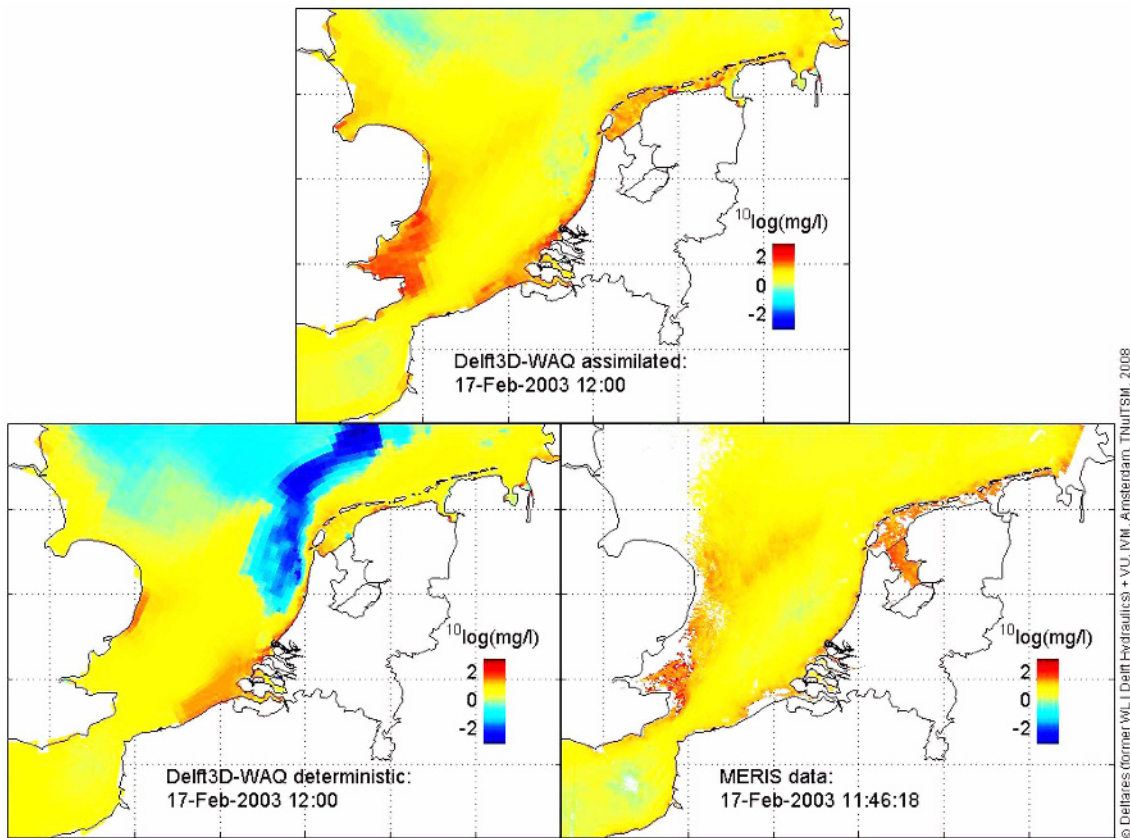 10log(mg/l)
2
0
-2
Delft3D-WAQ assimilated:
17-Feb-2003 12:00
10log(mg/l)
2
0
-2
Delft3D-WAQ deterministic:
17-Feb-2003 12:00
10log(mg/l)
2
0
-2
MERIS data:
17-Feb-2003 11:46:18
© Deltares (former WL | Delft Hydraulics) + VU, IVM, Amsterdam, TNuITSM, 2008